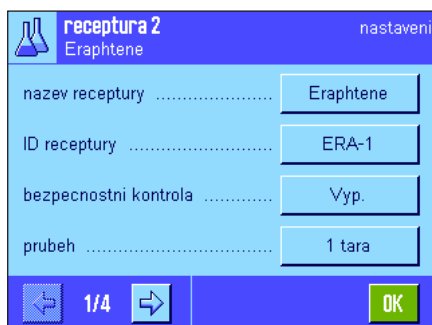 receptura 2 nastaveni
Eraphtene
nazev receptury ...................... Eraphtene
ID receptury ........................... ERA-1
bezpecnostni kontrola ............. Vyp.
prubeh .................................... 1 tara
1/4 OK